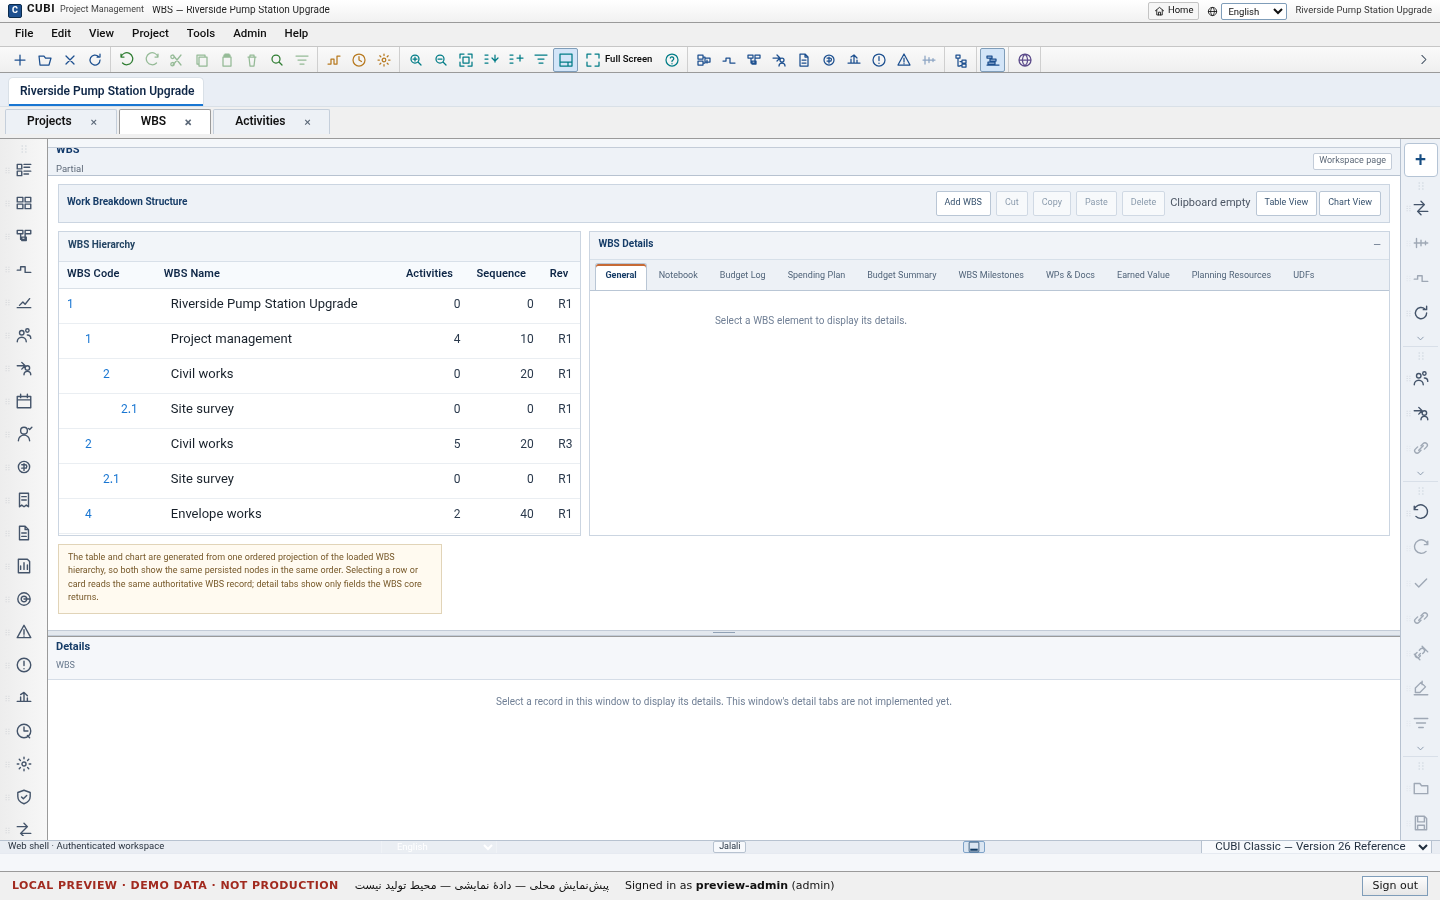 C CUBI Project Management WBS — Riverside Pump Station Upgrade Home English Riverside Pump Station Upgrade
File Edit View Project Tools Admin Help
Full Screen
Riverside Pump Station Upgrade
Projects × WBS × Activities ×
WBS
Partial
Workspace page
Work Breakdown Structure Add WBS Cut Copy Paste Delete Clipboard empty Table View Chart View
WBS Hierarchy
WBS Code WBS Name Activities Sequence Rev
1 Riverside Pump Station Upgrade 0 0 R1
1 Project management 4 10 R1
2 Civil works 0 20 R1
2.1 Site survey 0 0 R1
2 Civil works 5 20 R3
2.1 Site survey 0 0 R1
4 Envelope works 2 40 R1
WBS Details –
General Notebook Budget Log Spending Plan Budget Summary WBS Milestones WPs & Docs Earned Value Planning Resources UDFs
Select a WBS element to display its details.
The table and chart are generated from one ordered projection of the loaded WBS
hierarchy, so both show the same persisted nodes in the same order. Selecting a row or
card reads the same authoritative WBS record; detail tabs show only fields the WBS core
returns.
Details
WBS
Select a record in this window to display its details. This window's detail tabs are not implemented yet.
Web shell · Authenticated workspace English Jalali CUBI Classic — Version 26 Reference
LOCAL PREVIEW · DEMO DATA · NOT PRODUCTION پیش‌نمایش محلی — دادهٔ نمایشی — محیط تولید نیست Signed in as preview-admin (admin) Sign out